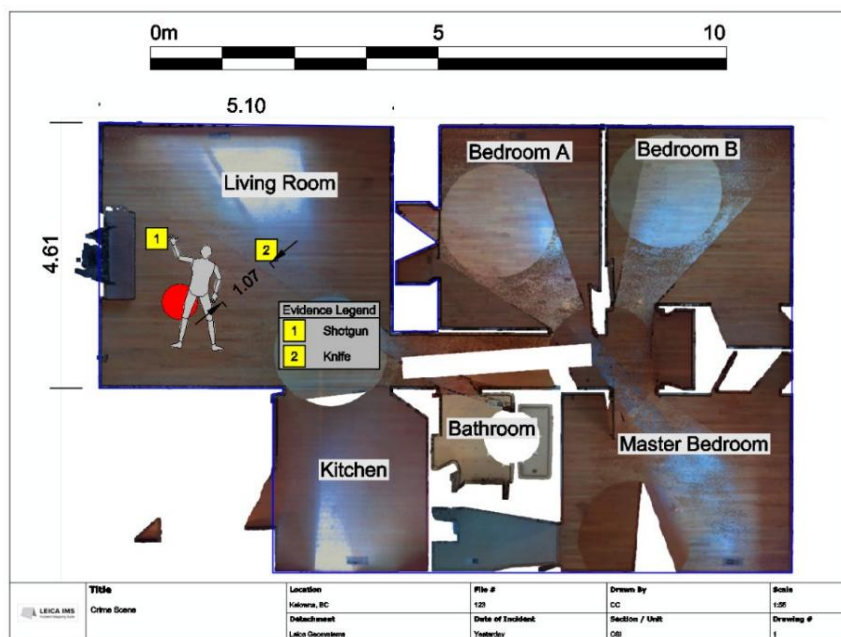 0m 5 10
5.10
Bedroom A
Bedroom B
Living Room
1
2
4.61
1.07
Evidence Legend
1 Shotgun
2 Knife
Bathroom
Kitchen
Master Bedroom
Title
Crime Scene
Location
Kelowna, BC
File #
123
Drawn By
CC
Scale
1:55
LEICA IMS
Detachment
Leica Geosystems
Date of Incident
Yesterday
Section / Unit
CSI
Drawing #
1